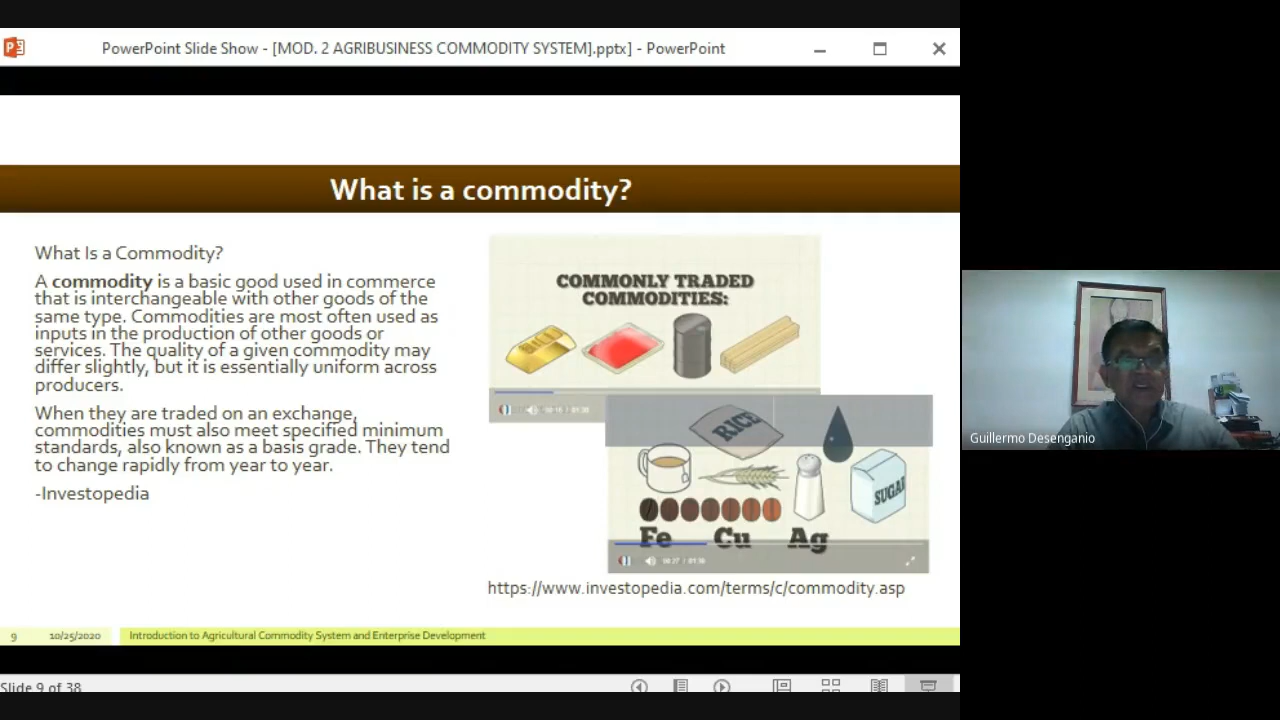 PowerPoint Slide Show - [MOD. 2 AGRIBUSINESS COMMODITY SYSTEM].pptx] - PowerPoint
What is a commodity?
What Is a Commodity?
A commodity is a basic good used in commerce
that is interchangeable with other goods of the
same type. Commodities are most often used as
inputs in the production of other goods or
services. The quality of a given commodity may
differ slightly, but it is essentially uniform across
producers.
When they are traded on an exchange,
commodities must also meet specified minimum
standards, also known as a basis grade. They tend
to change rapidly from year to year.
-Investopedia
COMMONLY TRADED
COMMODITIES:
RICE
SUGAR
Fe Cu Ag
https://www.investopedia.com/terms/c/commodity.asp
Guillermo Desenganio
9 10/25/2020 Introduction to Agricultural Commodity System and Enterprise Development
Slide 9 of 38